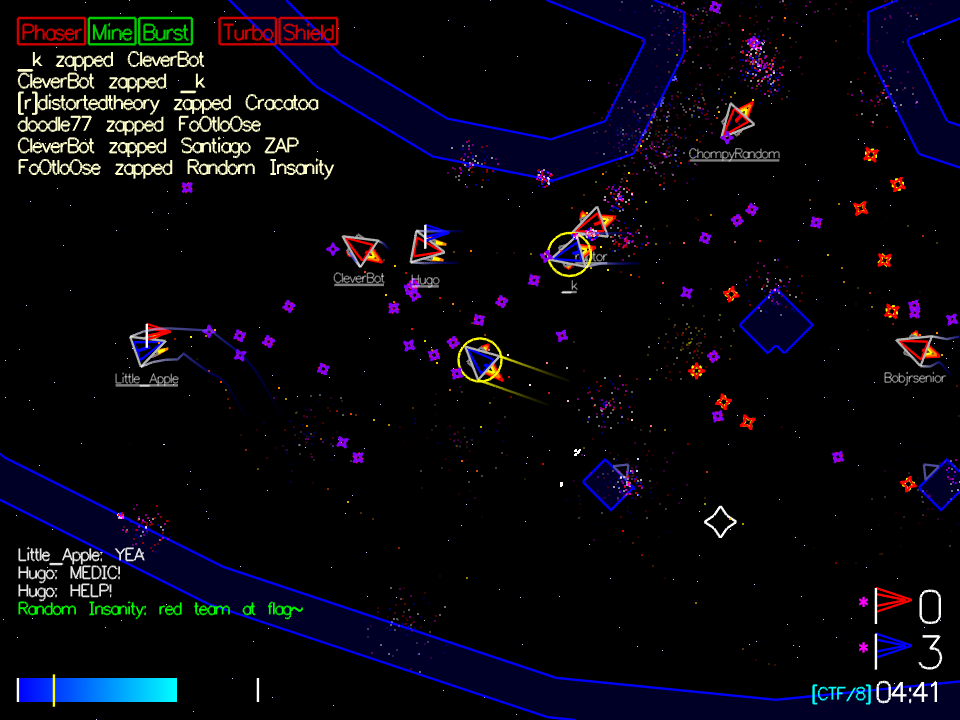 Phaser Mine Burst Turbo Shield
_k zapped CleverBot
CleverBot zapped _k
[r]distortedtheory zapped Cracatoa
doodle77 zapped FoOtloOse
CleverBot zapped Santiago ZAP
FoOtloOse zapped Random Insanity
ChompyRandom
CleverBot
Hugo
_k
Little_Apple
Bobjrsenior
Little_Apple: YEA
Hugo: MEDIC!
Hugo: HELP!
Random Insanity: red team at flag~
* 0
* 3
[CTF/8] 04:41